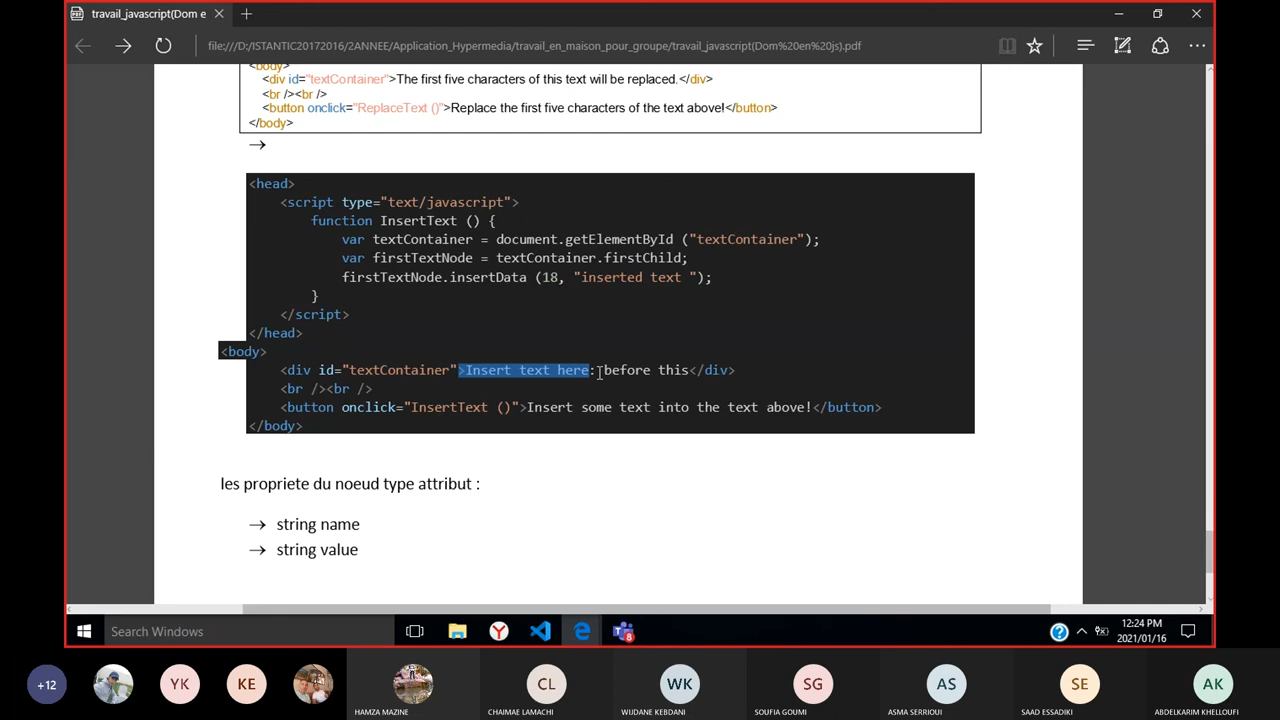 travail_javascript(Dom e
file:///D:/ISTANTIC20172016/2ANNEE/Application_Hypermedia/travail_en_maison_pour_groupe/travail_javascript(Dom%20en%20js).pdf
<body>
<div id="textContainer">The first five characters of this text will be replaced.</div>
<br /><br />
<button onclick="ReplaceText ()">Replace the first five characters of the text above!</button>
</body>
→
<head>
<script type="text/javascript">
function InsertText () {
var textContainer = document.getElementById ("textContainer");
var firstTextNode = textContainer.firstChild;
firstTextNode.insertData (18, "inserted text ");
}
</script>
</head>
<body>
<div id="textContainer">Insert text here: before this</div>
<br /><br />
<button onclick="InsertText ()">Insert some text into the text above!</button>
</body>
les propriete du noeud type attribut :
→ string name
→ string value
Search Windows
8
12:24 PM
2021/01/16
+12 YK KE CL WK SG AS SE AK
HAMZA MAZINE CHAIMAE LAMACHI WIJDANE KEBDANI SOUFIA GOUMI ASMA SERRIOUI SAAD ESSADIKI ABDELKARIM KHELLOUFI